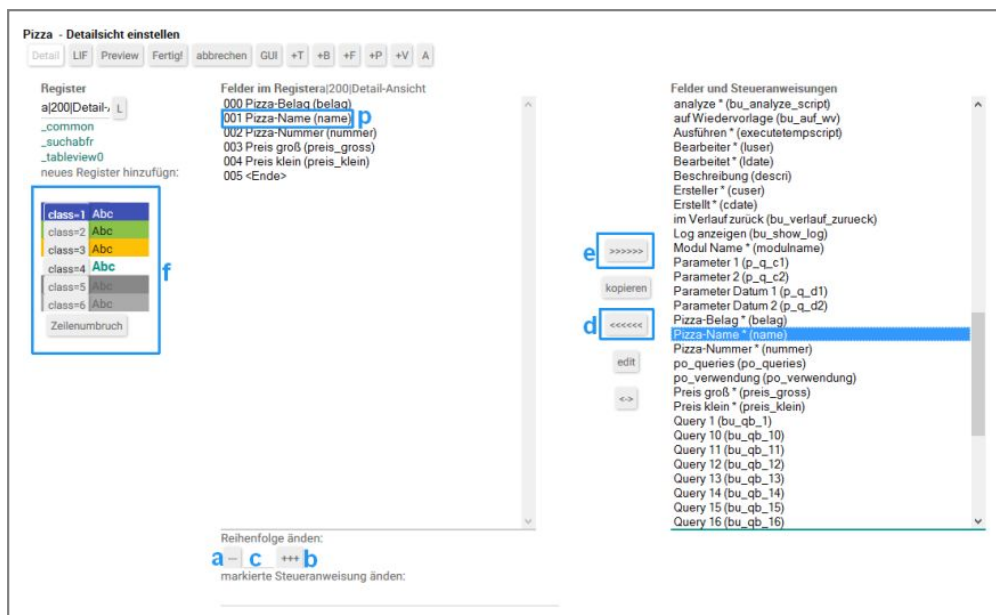 Pizza - Detailsicht einstellen
Detail LIF Preview Fertig! abbrechen GUI +T +B +F +P +V A
Register
a|200|Detail-A L
_common
_suchabfr
_tableview0
neues Register hinzufügn:
class=1 Abc
class=2 Abc
class=3 Abc
class=4 Abc
class=5 Abc
class=6 Abc
Zeilenumbruch
f
Felder im Registera|200|Detail-Ansicht
000 Pizza-Belag (belag)
001 Pizza-Name (name) p
002 Pizza-Nummer (nummer)
003 Preis groß (preis_gross)
004 Preis klein (preis_klein)
005 <Ende>
Reihenfolge ändern:
a --- c +++ b
markierte Steueranweisung ändern:
e >>>>>>
kopieren
d <<<<<<
edit
<->
Felder und Steueranweisungen
analyze * (bu_analyze_script)
auf Wiedervorlage (bu_auf_wv)
Ausführen * (executetempscript)
Bearbeiter * (luser)
Bearbeitet * (ldate)
Beschreibung (descri)
Ersteller * (cuser)
Erstellt * (cdate)
im Verlauf zurück (bu_verlauf_zurueck)
Log anzeigen (bu_show_log)
Modul Name * (modulname)
Parameter 1 (p_q_c1)
Parameter 2 (p_q_c2)
Parameter Datum 1 (p_q_d1)
Parameter Datum 2 (p_q_d2)
Pizza-Belag * (belag)
Pizza-Name * (name)
Pizza-Nummer * (nummer)
po_queries (po_queries)
po_verwendung (po_verwendung)
Preis groß * (preis_gross)
Preis klein * (preis_klein)
Query 1 (bu_qb_1)
Query 10 (bu_qb_10)
Query 11 (bu_qb_11)
Query 12 (bu_qb_12)
Query 13 (bu_qb_13)
Query 14 (bu_qb_14)
Query 15 (bu_qb_15)
Query 16 (bu_qb_16)